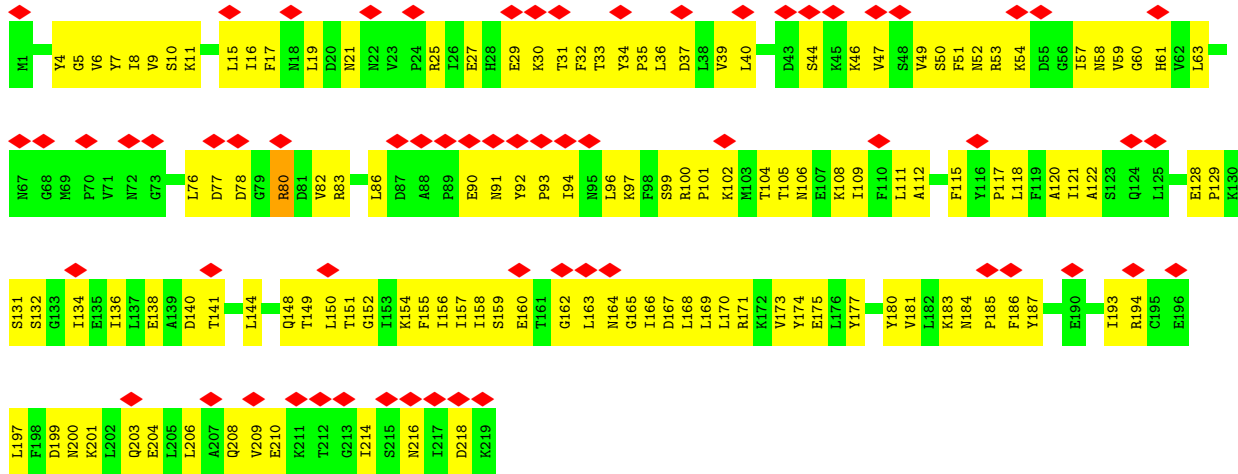 M1 Y4 G5 V6 Y7 I8 V9 S10 K11 L15 I16 F17 N18 L19 D20 N21 N22 V23 P24 R25 I26 E27 H28 E29 K30 T31 F32 T33 Y34 P35 L36 D37 L38 V39 L40 D43 S44 K45 K46 V47 S48 V49 S50 F51 N52 R53 K54 D55 G56 I57 N58 V59 G60 H61 V62 L63
N67 G68 M69 P70 V71 N72 G73 L76 D77 D78 G79 R80 D81 V82 R83 L86 D87 A88 P89 E90 N91 Y92 P93 I94 N95 L96 K97 F98 S99 R100 P101 K102 M103 T104 T105 N106 E107 K108 I109 F110 L111 A112 F115 Y116 P117 L118 F119 A120 I121 A122 S123 Q124 L125 E128 P129 K130
S131 S132 G133 I134 E135 I136 L137 E138 A139 D140 T141 L144 Q148 T149 L150 T151 G152 I153 K154 F155 I156 I157 I158 S159 E160 T161 G162 L163 N164 G165 I166 D167 L168 L169 L170 R171 K172 V173 Y174 E175 L176 Y177 Y180 V181 L182 K183 N184 P185 F186 Y187 E190 I193 R194 C195 E196
L197 F198 D199 N200 K201 L202 Q203 E204 L205 L206 A207 Q208 V209 E210 K211 T212 G213 I214 S215 N216 I217 D218 K219